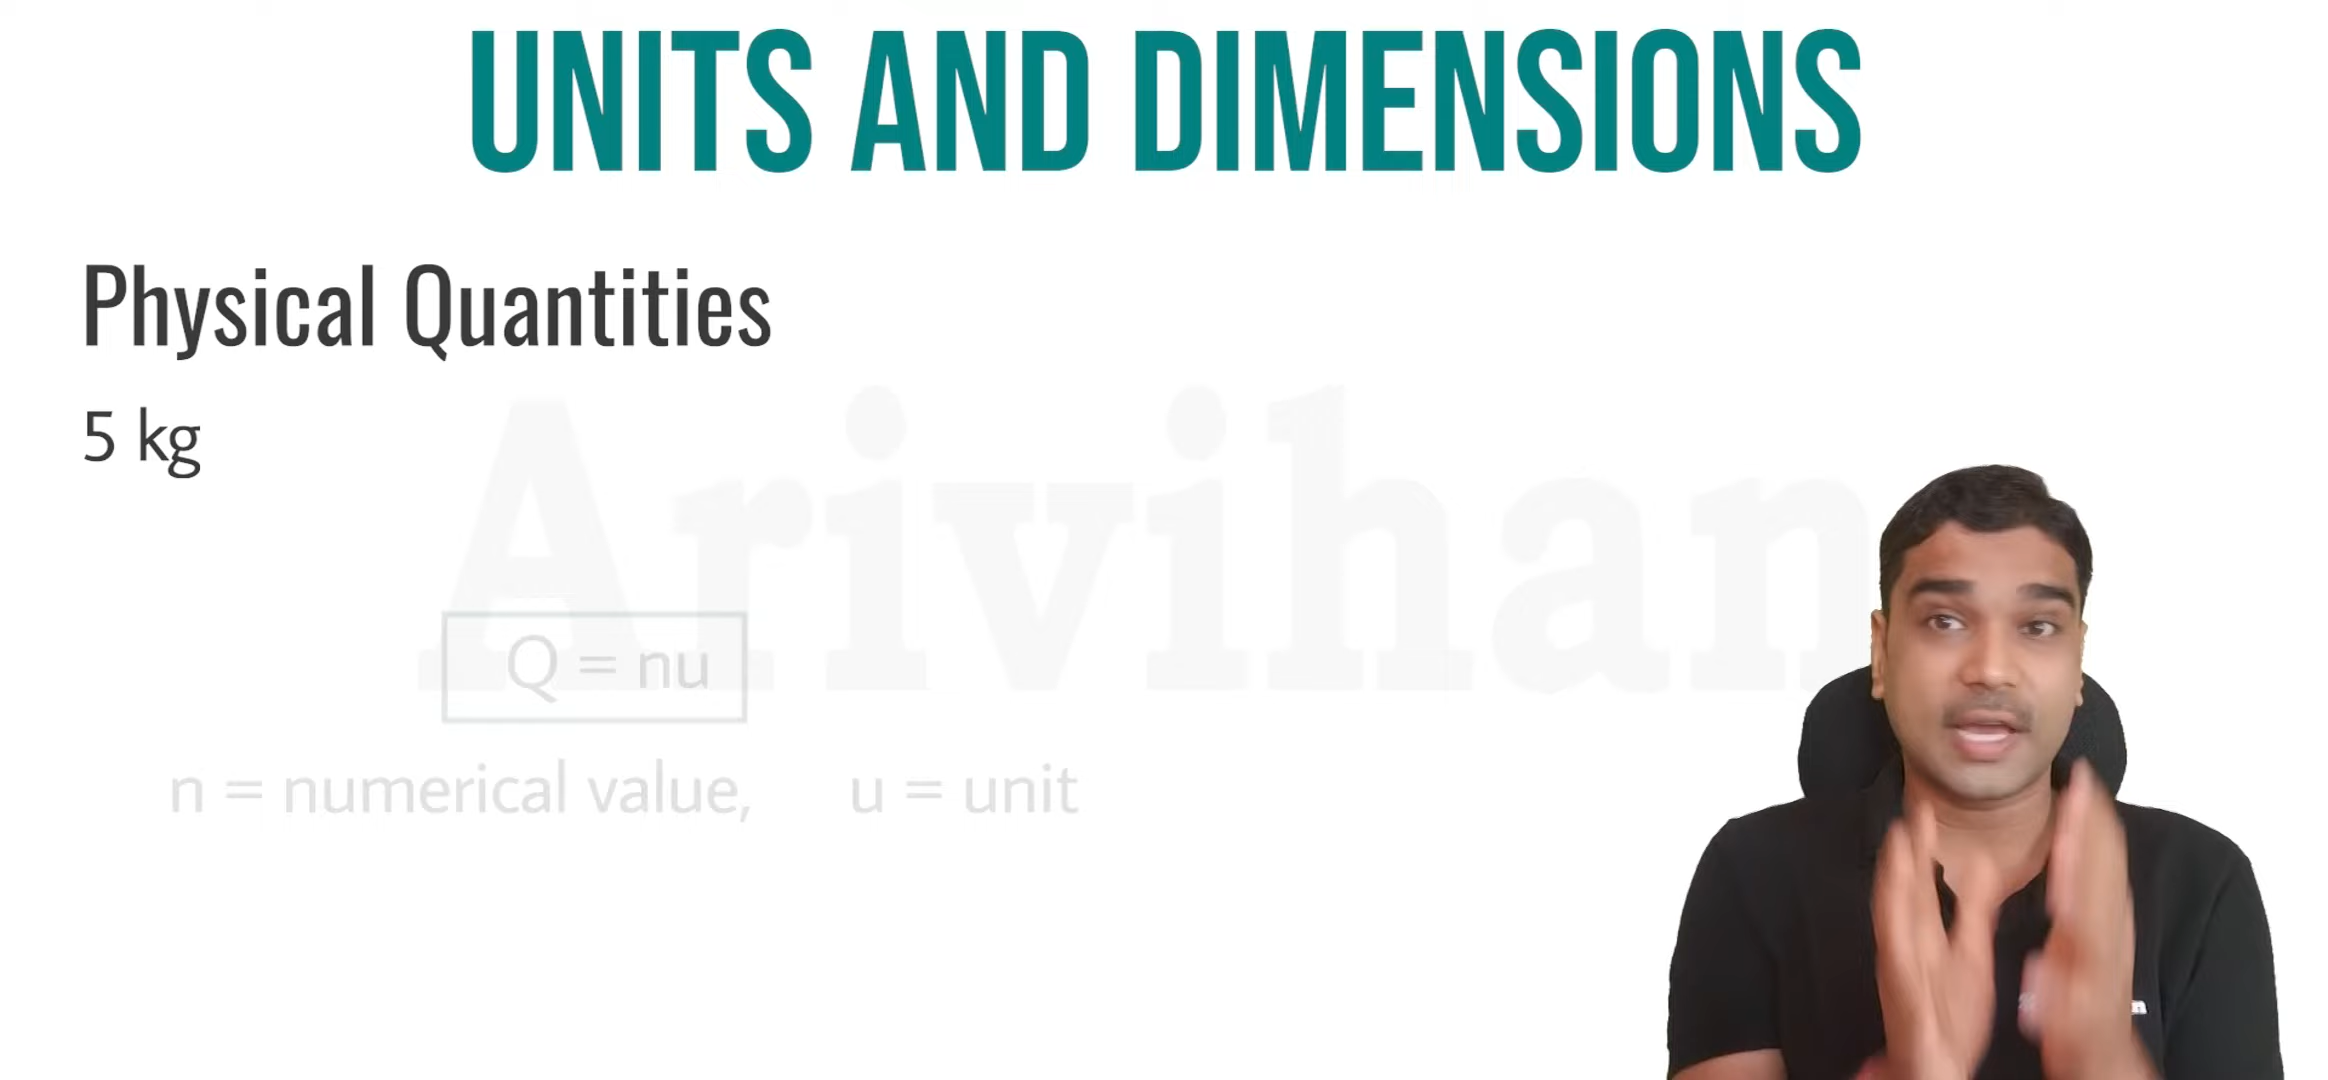 UNITS AND DIMENSIONS
Physical Quantities
5 kg
Arivihan
Q = nu
n = numerical value, u = unit